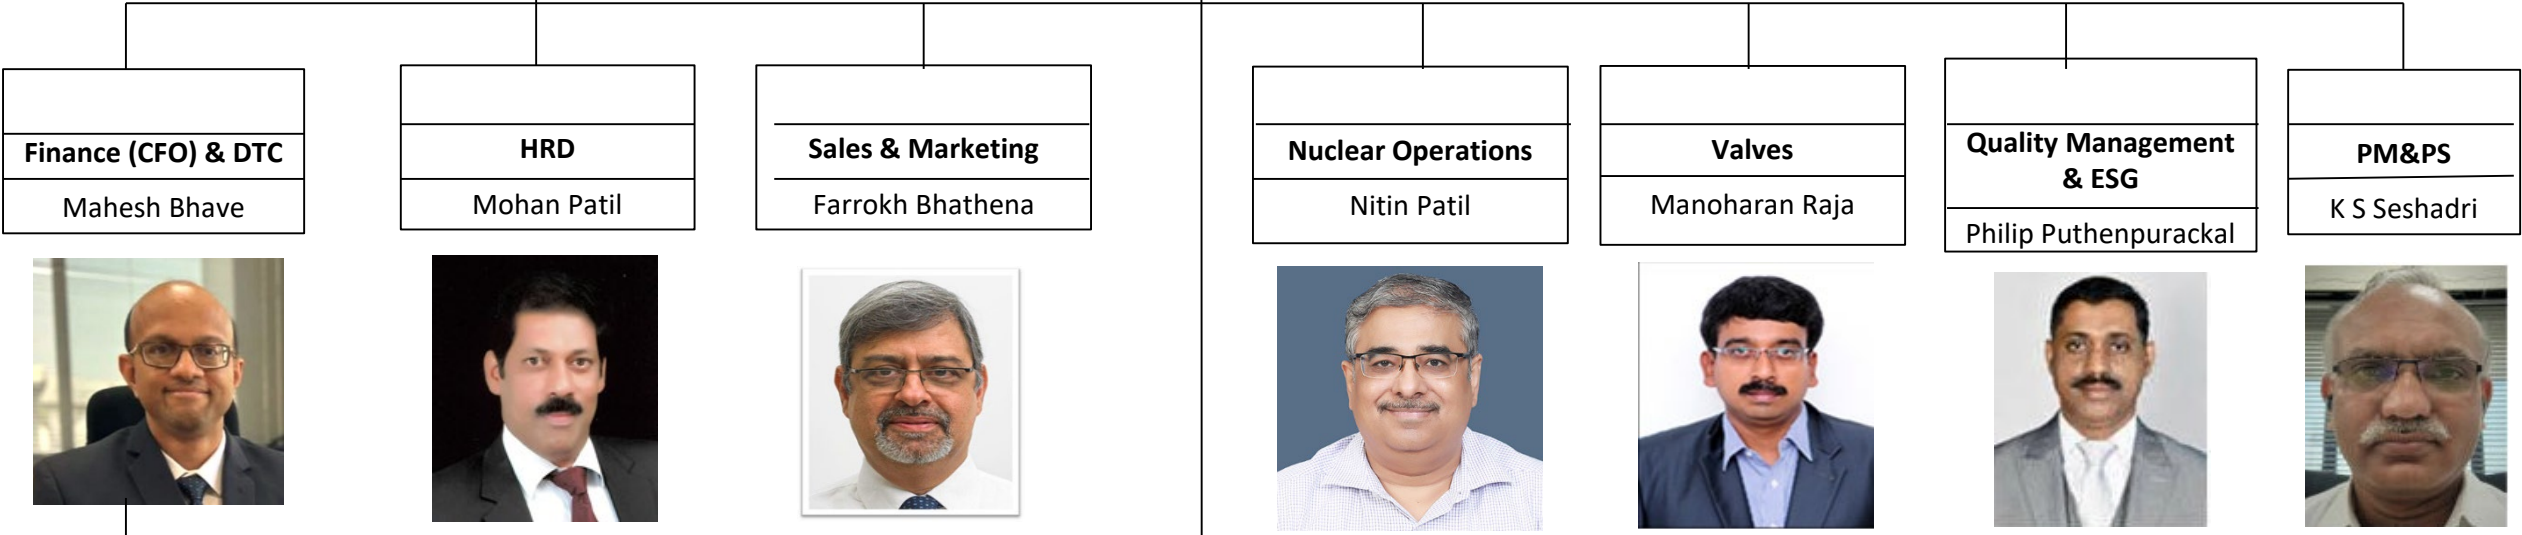 Finance (CFO) & DTC
Mahesh Bhave
HRD
Mohan Patil
Sales & Marketing
Farrokh Bhathena
Nuclear Operations
Nitin Patil
Valves
Manoharan Raja
Quality Management
& ESG
Philip Puthenpurackal
PM&PS
K S Seshadri